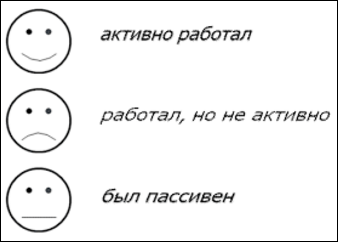 активно работал
работал, но не активно
был пассивен